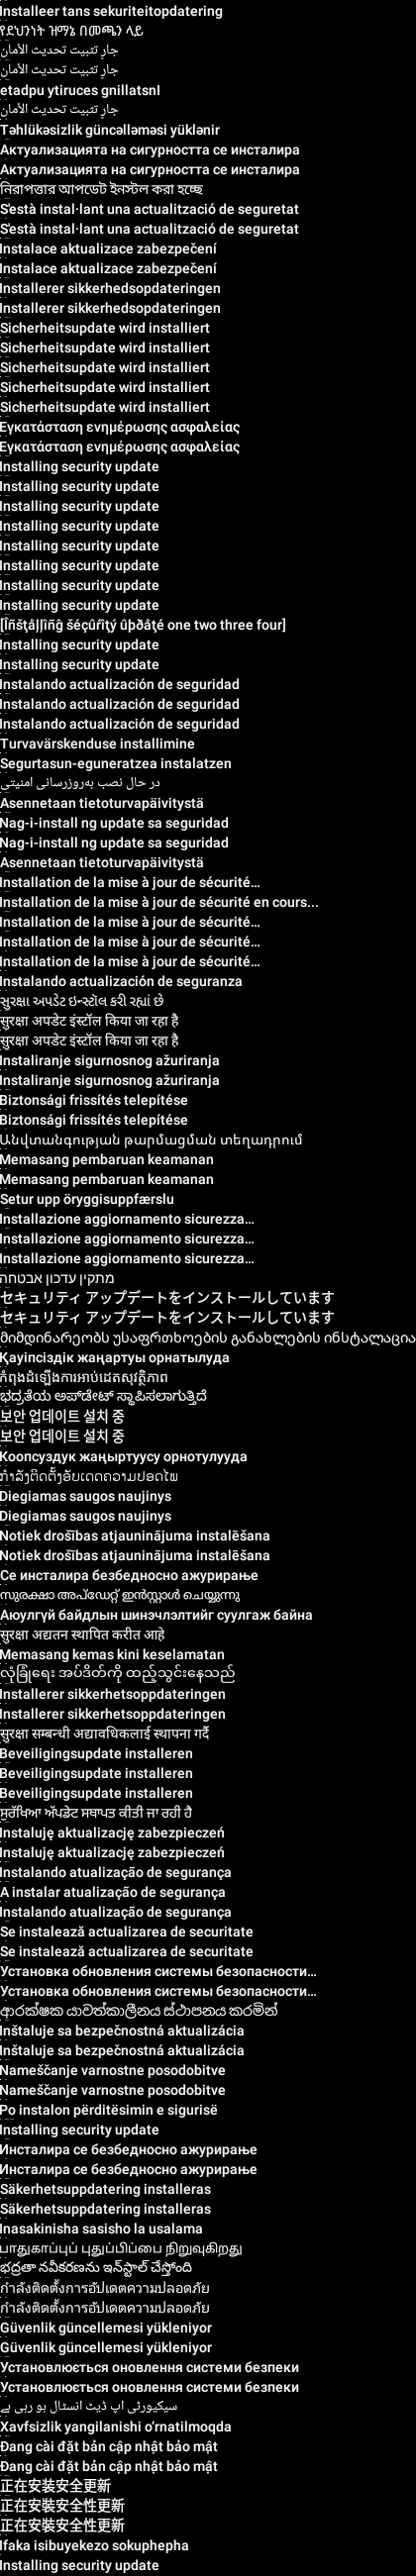 Installeer tans sekuriteitopdatering
የደህንነት ዝማኔ በመጫን ላይ
جارٍ تثبيت تحديث الأمان
جارٍ تثبيت تحديث الأمان
etadpu ytiruces gnillatsnI
جارٍ تثبيت تحديث الأمان
Təhlükəsizlik güncəlləməsi yüklənir
Актуализацията на сигурността се инсталира
Актуализацията на сигурността се инсталира
নিরাপত্তার আপডেট ইনস্টল করা হচ্ছে
S'està instal·lant una actualització de seguretat
S'està instal·lant una actualització de seguretat
Instalace aktualizace zabezpečení
Instalace aktualizace zabezpečení
Installerer sikkerhedsopdateringen
Installerer sikkerhedsopdateringen
Sicherheitsupdate wird installiert
Sicherheitsupdate wird installiert
Sicherheitsupdate wird installiert
Sicherheitsupdate wird installiert
Sicherheitsupdate wird installiert
Εγκατάσταση ενημέρωσης ασφαλείας
Εγκατάσταση ενημέρωσης ασφαλείας
Installing security update
Installing security update
Installing security update
Installing security update
Installing security update
Installing security update
Installing security update
Installing security update
[Îñšţåļļîñĝ šéçûŕîţý ûþðåţé one two three four]
Installing security update
Installing security update
Instalando actualización de seguridad
Instalando actualización de seguridad
Instalando actualización de seguridad
Turvavärskenduse installimine
Segurtasun-eguneratzea instalatzen
در حال نصب به‌روزرسانی امنیتی
Asennetaan tietoturvapäivitystä
Nag-i-install ng update sa seguridad
Nag-i-install ng update sa seguridad
Asennetaan tietoturvapäivitystä
Installation de la mise à jour de sécurité…
Installation de la mise à jour de sécurité en cours...
Installation de la mise à jour de sécurité…
Installation de la mise à jour de sécurité…
Installation de la mise à jour de sécurité…
Instalando actualización de seguranza
સુરક્ષા અપડેટ ઇન્સ્ટૉલ કરી રહ્યાં છે
सुरक्षा अपडेट इंस्टॉल किया जा रहा है
सुरक्षा अपडेट इंस्टॉल किया जा रहा है
Instaliranje sigurnosnog ažuriranja
Instaliranje sigurnosnog ažuriranja
Biztonsági frissítés telepítése
Biztonsági frissítés telepítése
Անվտանգության թարմացման տեղադրում
Memasang pembaruan keamanan
Memasang pembaruan keamanan
Setur upp öryggisuppfærslu
Installazione aggiornamento sicurezza…
Installazione aggiornamento sicurezza…
Installazione aggiornamento sicurezza…
מתקין עדכון אבטחה
セキュリティ アップデートをインストールしています
セキュリティ アップデートをインストールしています
მიმდინარეობს უსაფრთხოების განახლების ინსტალაცია
Қауіпсіздік жаңартуы орнатылуда
កំពុងដំឡើងការអាប់ដេតសុវត្ថិភាព
ಭದ್ರತೆಯ ಅಪ್‌ಡೇಟ್‌ ಸ್ಥಾಪಿಸಲಾಗುತ್ತಿದೆ
보안 업데이트 설치 중
보안 업데이트 설치 중
Коопсуздук жаңыртуусу орнотулууда
ກຳລັງຕິດຕັ້ງອັບເດດຄວາມປອດໄພ
Diegiamas saugos naujinys
Diegiamas saugos naujinys
Notiek drošības atjauninājuma instalēšana
Notiek drošības atjauninājuma instalēšana
Се инсталира безбедносно ажурирање
സുരക്ഷാ അപ്ഡേറ്റ് ഇൻസ്റ്റാൾ ചെയ്യുന്നു
Аюулгүй байдлын шинэчлэлтийг суулгаж байна
सुरक्षा अद्यतन स्थापित करीत आहे
Memasang kemas kini keselamatan
လုံခြုံရေး အပ်ဒိတ်ကို ထည့်သွင်းနေသည်
Installerer sikkerhetsoppdateringen
Installerer sikkerhetsoppdateringen
सुरक्षा सम्बन्धी अद्यावधिकलाई स्थापना गर्दै
Beveiligingsupdate installeren
Beveiligingsupdate installeren
Beveiligingsupdate installeren
ਸੁਰੱਖਿਆ ਅੱਪਡੇਟ ਸਥਾਪਤ ਕੀਤੀ ਜਾ ਰਹੀ ਹੈ
Instaluję aktualizację zabezpieczeń
Instaluję aktualizację zabezpieczeń
Instalando atualização de segurança
A instalar atualização de segurança
Instalando atualização de segurança
Se instalează actualizarea de securitate
Se instalează actualizarea de securitate
Установка обновления системы безопасности…
Установка обновления системы безопасности…
ආරක්ෂක යාවත්කාලීනය ස්ථාපනය කරමින්
Inštaluje sa bezpečnostná aktualizácia
Inštaluje sa bezpečnostná aktualizácia
Nameščanje varnostne posodobitve
Nameščanje varnostne posodobitve
Po instalon përditësimin e sigurisë
Installing security update
Инсталира се безбедносно ажурирање
Инсталира се безбедносно ажурирање
Säkerhetsuppdatering installeras
Säkerhetsuppdatering installeras
Inasakinisha sasisho la usalama
பாதுகாப்புப் புதுப்பிப்பை நிறுவுகிறது
భద్రతా నవీకరణను ఇన్‌స్టాల్ చేస్తోంది
กำลังติดตั้งการอัปเดตความปลอดภัย
กำลังติดตั้งการอัปเดตความปลอดภัย
Güvenlik güncellemesi yükleniyor
Güvenlik güncellemesi yükleniyor
Установлюється оновлення системи безпеки
Установлюється оновлення системи безпеки
سیکیورٹی اپ ڈیٹ انسٹال ہو رہی ہے
Xavfsizlik yangilanishi o‘rnatilmoqda
Đang cài đặt bản cập nhật bảo mật
Đang cài đặt bản cập nhật bảo mật
正在安装安全更新
正在安裝安全性更新
正在安裝安全性更新
Ifaka isibuyekezo sokuphepha
Installing security update